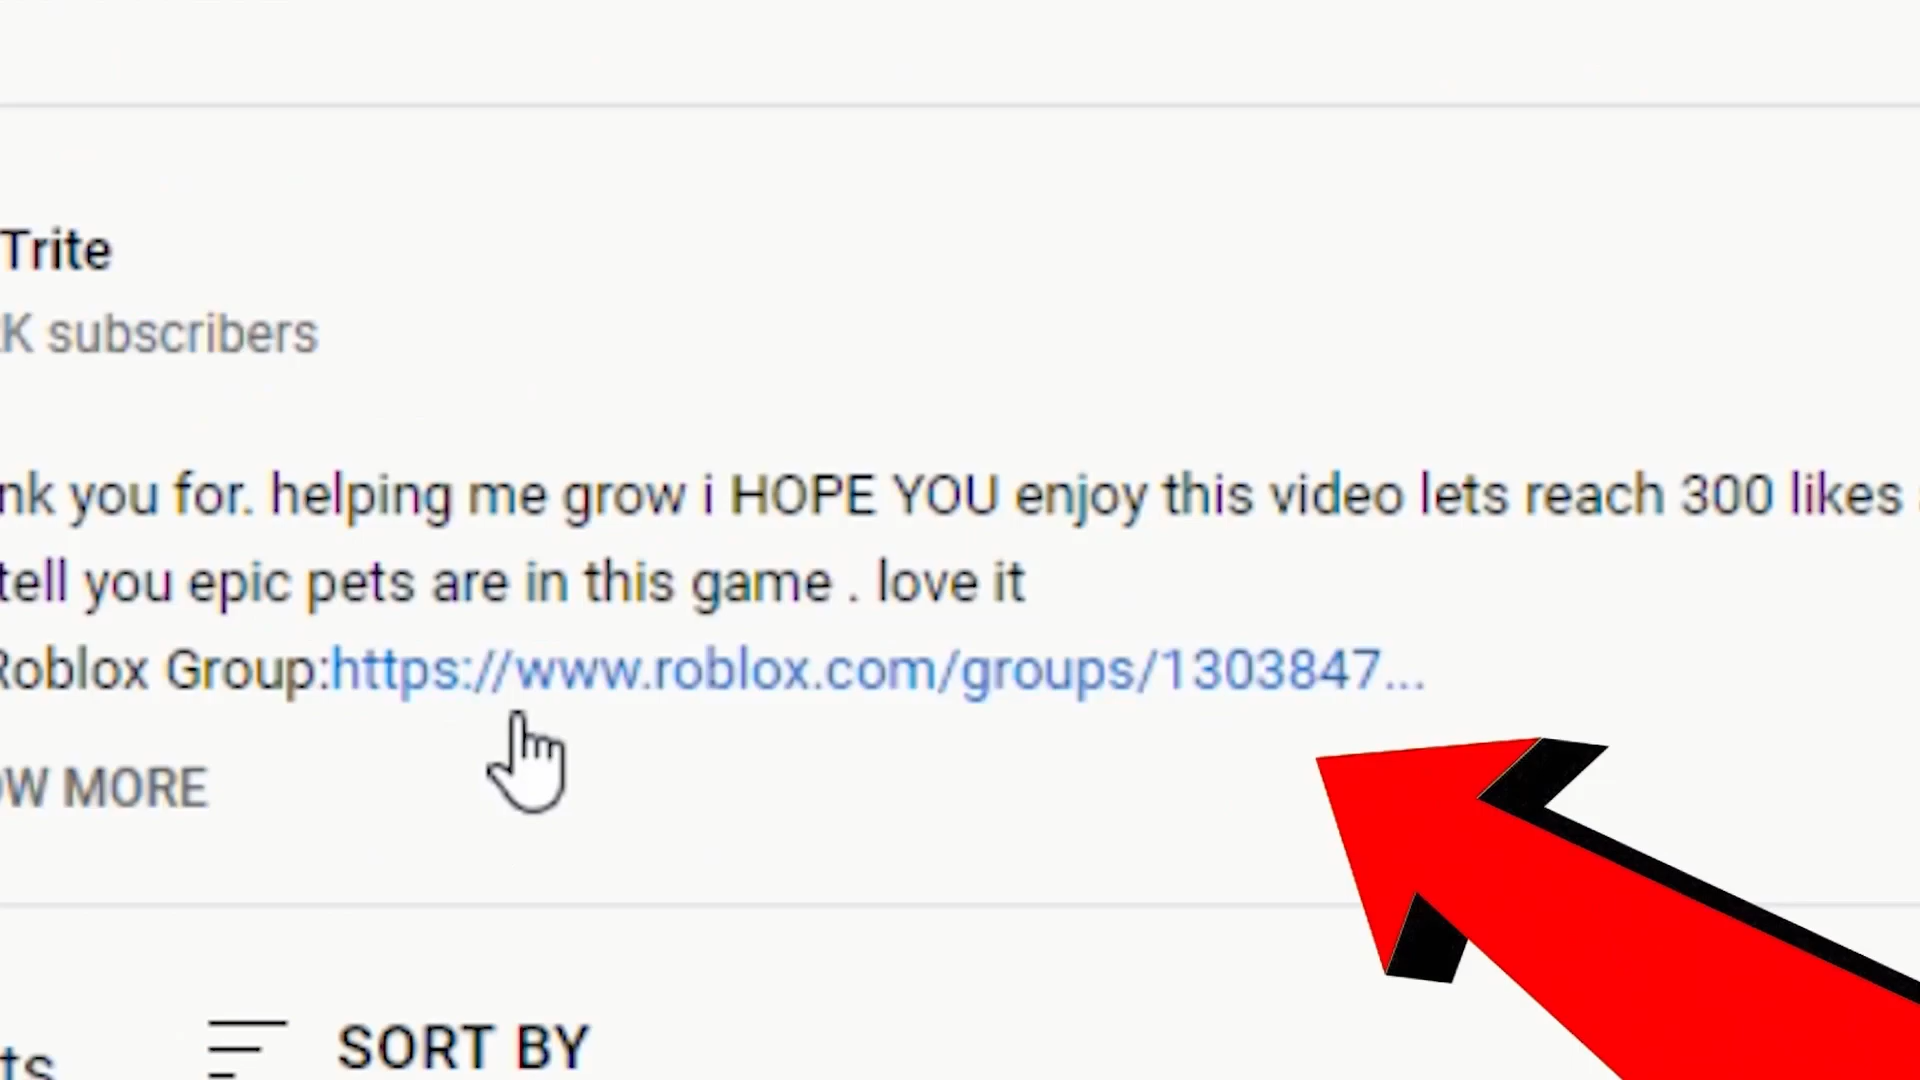 Trite
K subscribers
nk you for. helping me grow i HOPE YOU enjoy this video lets reach 300 likes
tell you epic pets are in this game . love it
Roblox Group:https://www.roblox.com/groups/1303847...
OW MORE
ts
SORT BY